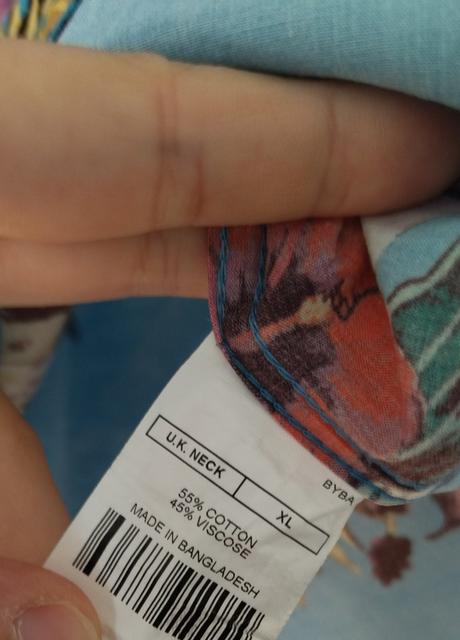 U.K. NECK XL
BYBA
55% COTTON
45% VISCOSE
MADE IN BANGLADESH